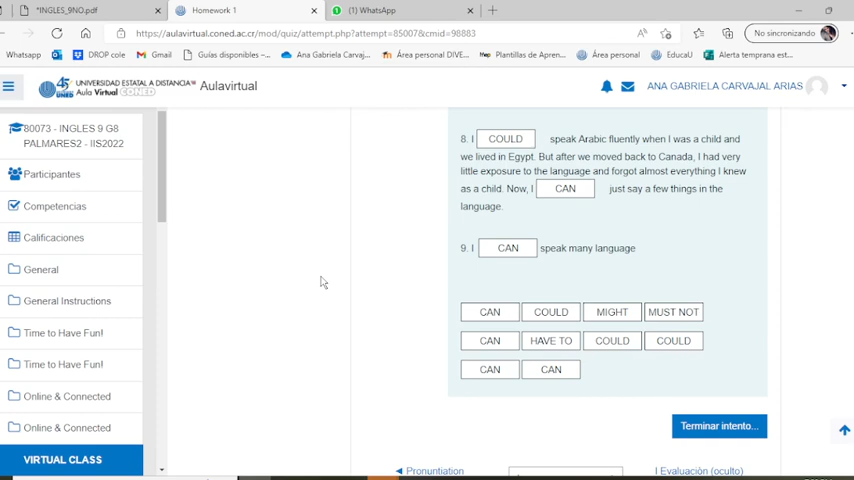 *INGLES_9NO.pdf
Homework 1
(1) WhatsApp
https://aulavirtual.coned.ac.cr/mod/quiz/attempt.php?attempt=85007&cmid=98883
No sincronizando
Whatsapp
DROP cole
Gmail
Guías disponibles –...
Ana Gabriela Carvaj...
Área personal DIVE...
Plantillas de Apren...
Área personal
EducaU
Alerta temprana est...
UNIVERSIDAD ESTATAL A DISTANCIA
Aula Virtual CONED
45
UNED
Aulavirtual
ANA GABRIELA CARVAJAL ARIAS
80073 - INGLES 9 G8
PALMARES2 - IIS2022
Participantes
Competencias
Calificaciones
General
General Instructions
Time to Have Fun!
Time to Have Fun!
Online & Connected
Online & Connected
VIRTUAL CLASS
8. I COULD speak Arabic fluently when I was a child and
we lived in Egypt. But after we moved back to Canada, I had very
little exposure to the language and forgot almost everything I knew
as a child. Now, I CAN just say a few things in the
language.
9. I CAN speak many language
CAN COULD MIGHT MUST NOT
CAN HAVE TO COULD COULD
CAN CAN
Terminar intento...
◄ Pronuntiation
I Evaluación (oculto)